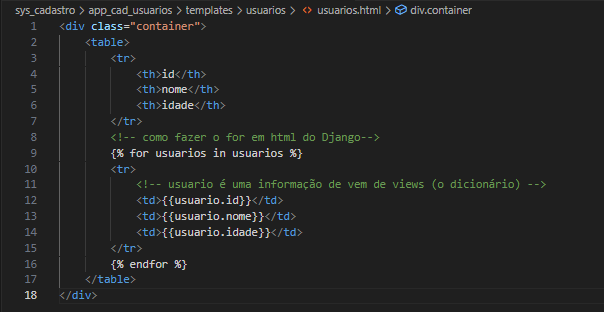 sys_cadastro > app_cad_usuarios > templates > usuarios > <> usuarios.html > div.container
1 <div class="container">
2 <table>
3 <tr>
4 <th>id</th>
5 <th>nome</th>
6 <th>idade</th>
7 </tr>
8 <!-- como fazer o for em html do Django-->
9 {% for usuarios in usuarios %}
10 <tr>
11 <!-- usuario é uma informação de vem de views (o dicionário) -->
12 <td>{{usuario.id}}</td>
13 <td>{{usuario.nome}}</td>
14 <td>{{usuario.idade}}</td>
15 </tr>
16 {% endfor %}
17 </table>
18 </div>